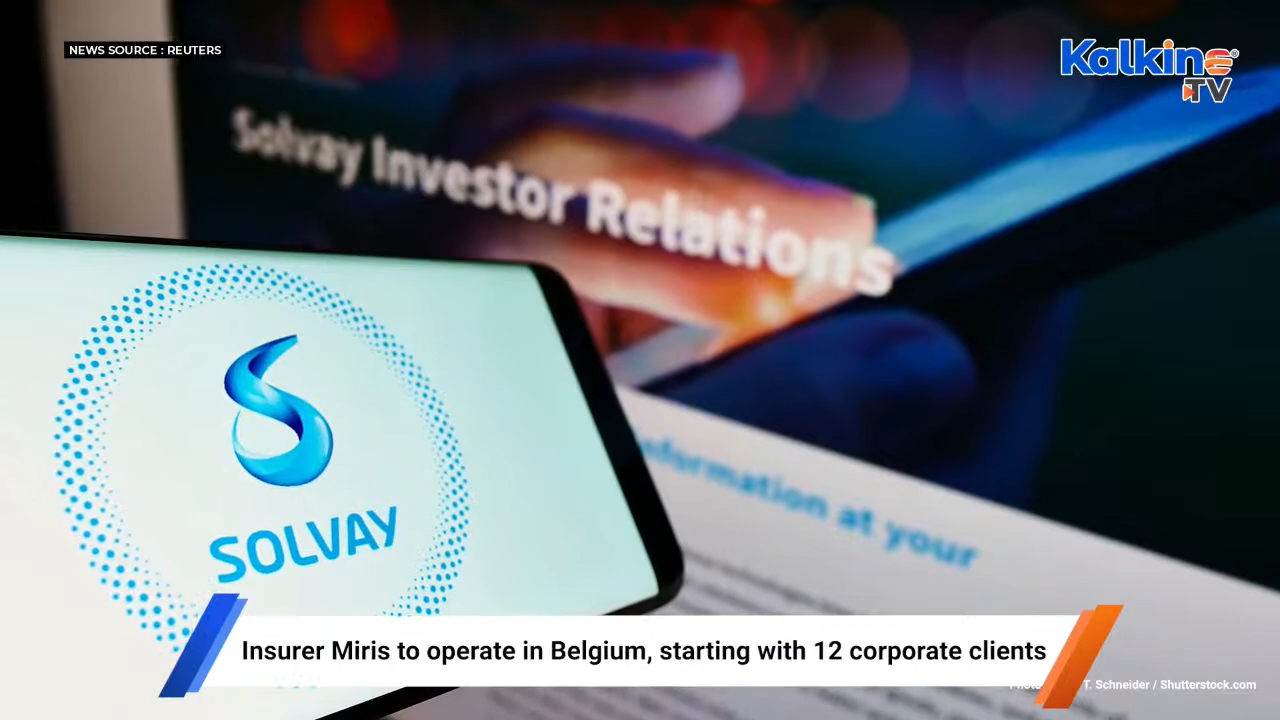 NEWS SOURCE : REUTERS
Kalkine®
TV
Solvay Investor Relations
SOLVAY
information at your
Insurer Miris to operate in Belgium, starting with 12 corporate clients
T. Schneider / Shutterstock.com